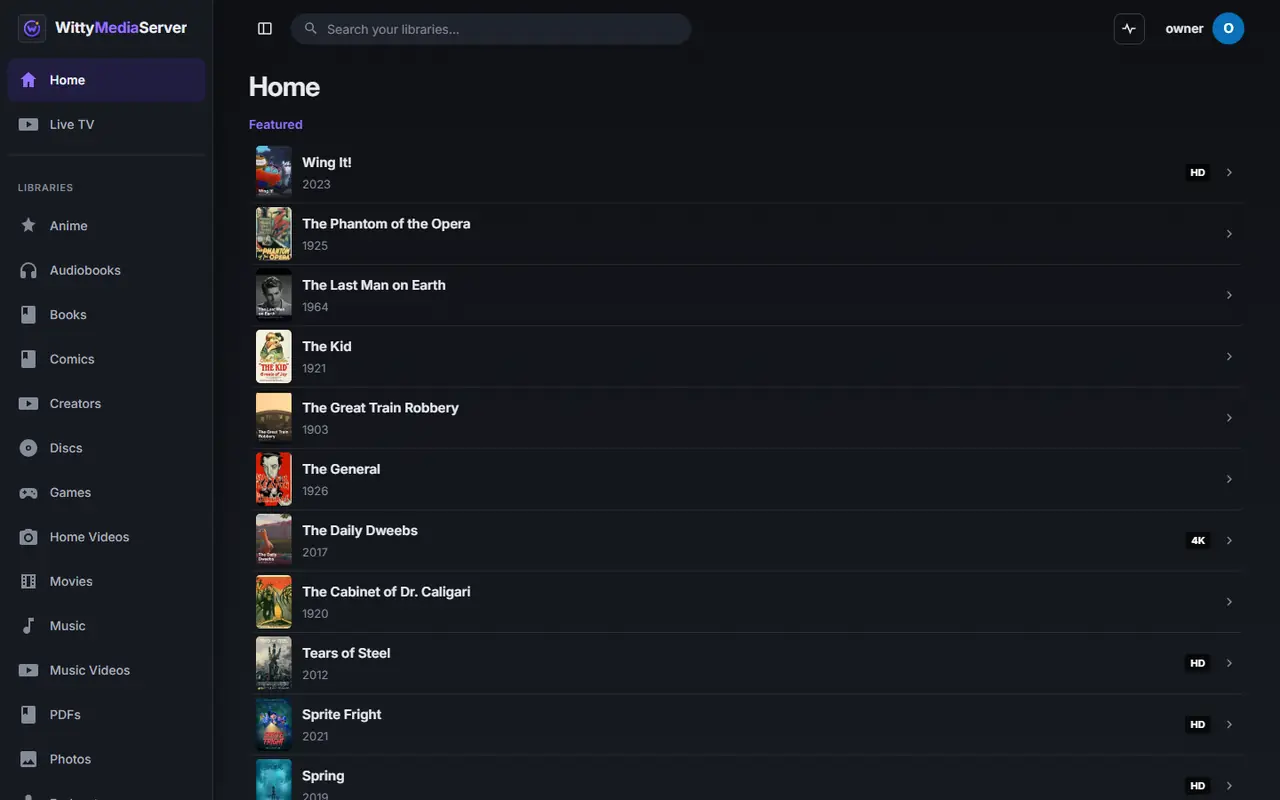 WittyMediaServer
Search your libraries...
owner
O
Home
Live TV
LIBRARIES
Anime
Audiobooks
Books
Comics
Creators
Discs
Games
Home Videos
Movies
Music
Music Videos
PDFs
Photos
Home
Featured
Wing It!
2023
HD
The Phantom of the Opera
1925
The Last Man on Earth
1964
The Kid
1921
The Great Train Robbery
1903
The General
1926
The Daily Dweebs
2017
4K
The Cabinet of Dr. Caligari
1920
Tears of Steel
2012
HD
Sprite Fright
2021
HD
Spring
2019
HD